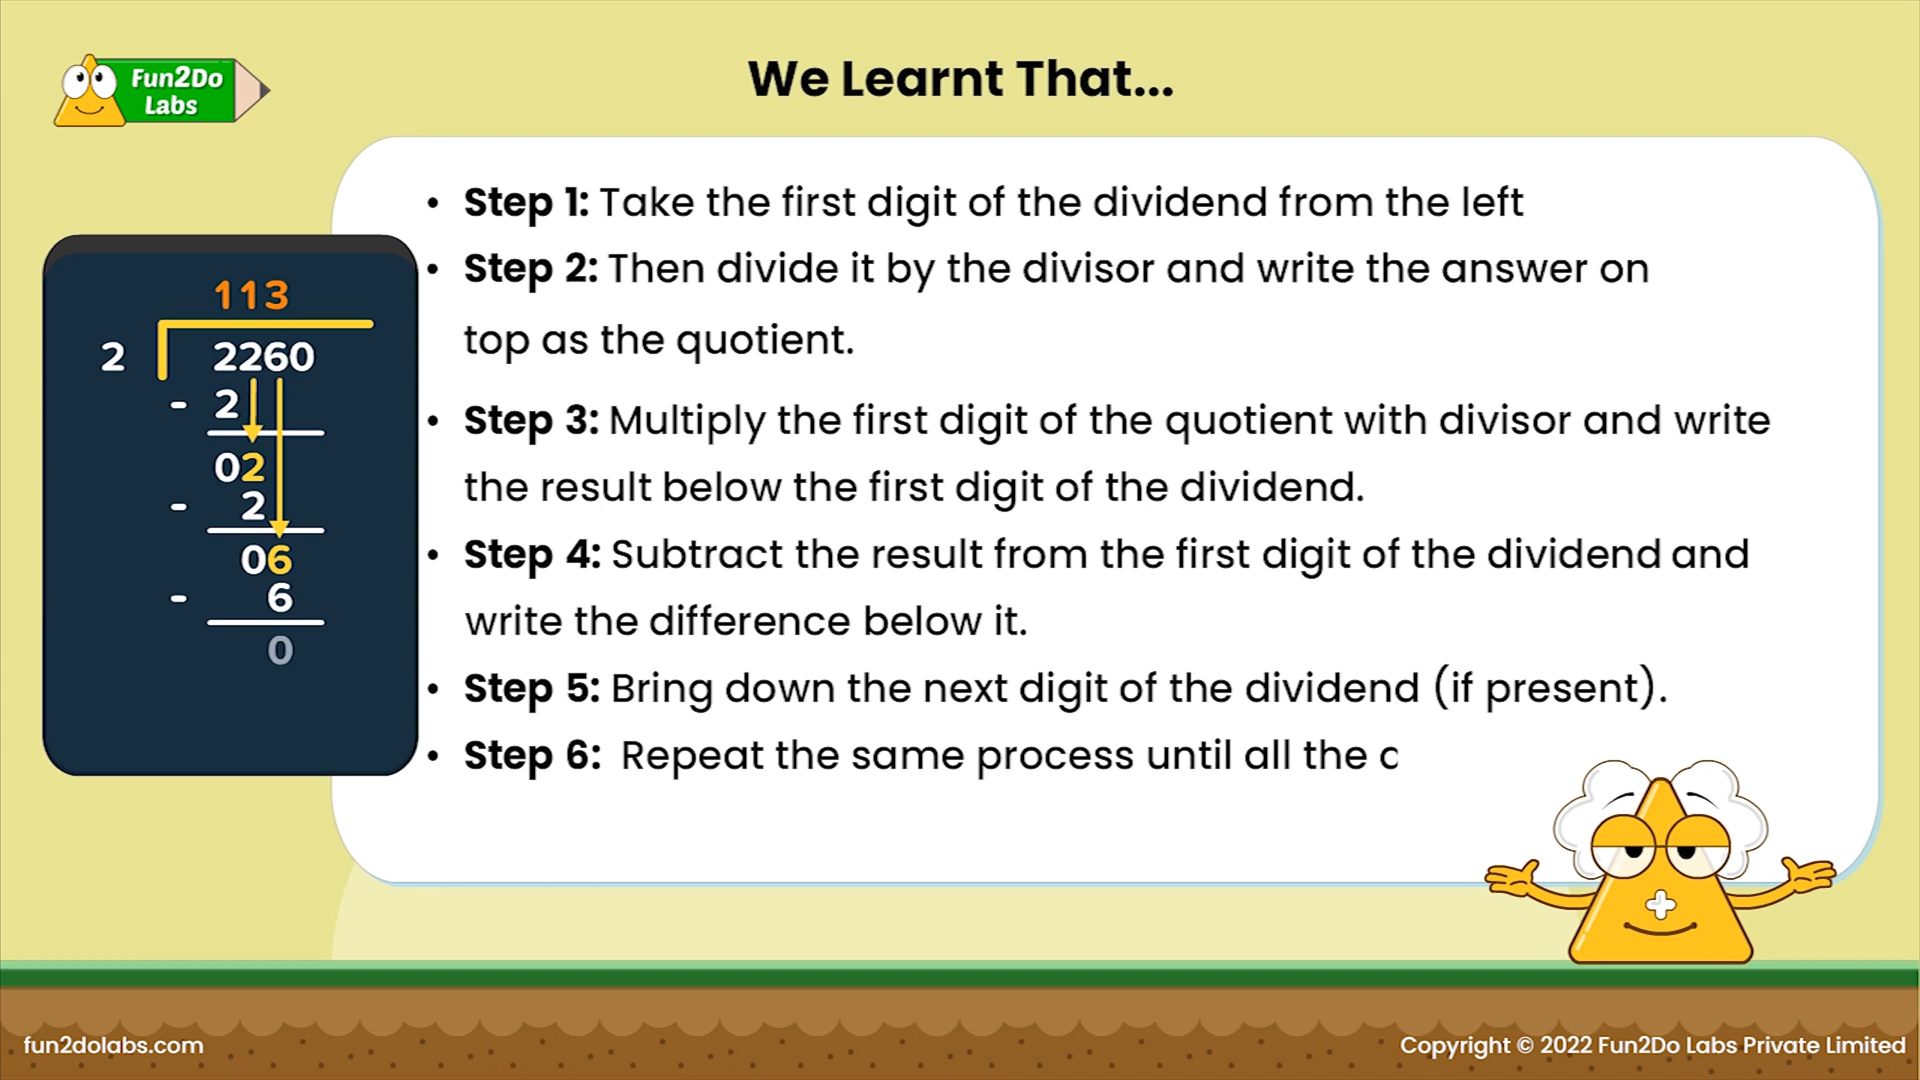 Fun2Do
Labs
We Learnt That...
113
2 2260
- 2
02
- 2
06
- 6
0
• Step 1: Take the first digit of the dividend from the left
• Step 2: Then divide it by the divisor and write the answer on
top as the quotient.
• Step 3: Multiply the first digit of the quotient with divisor and write
the result below the first digit of the dividend.
• Step 4: Subtract the result from the first digit of the dividend and
write the difference below it.
• Step 5: Bring down the next digit of the dividend (if present).
• Step 6: Repeat the same process until all the
fun2dolabs.com
Copyright © 2022 Fun2Do Labs Private Limited